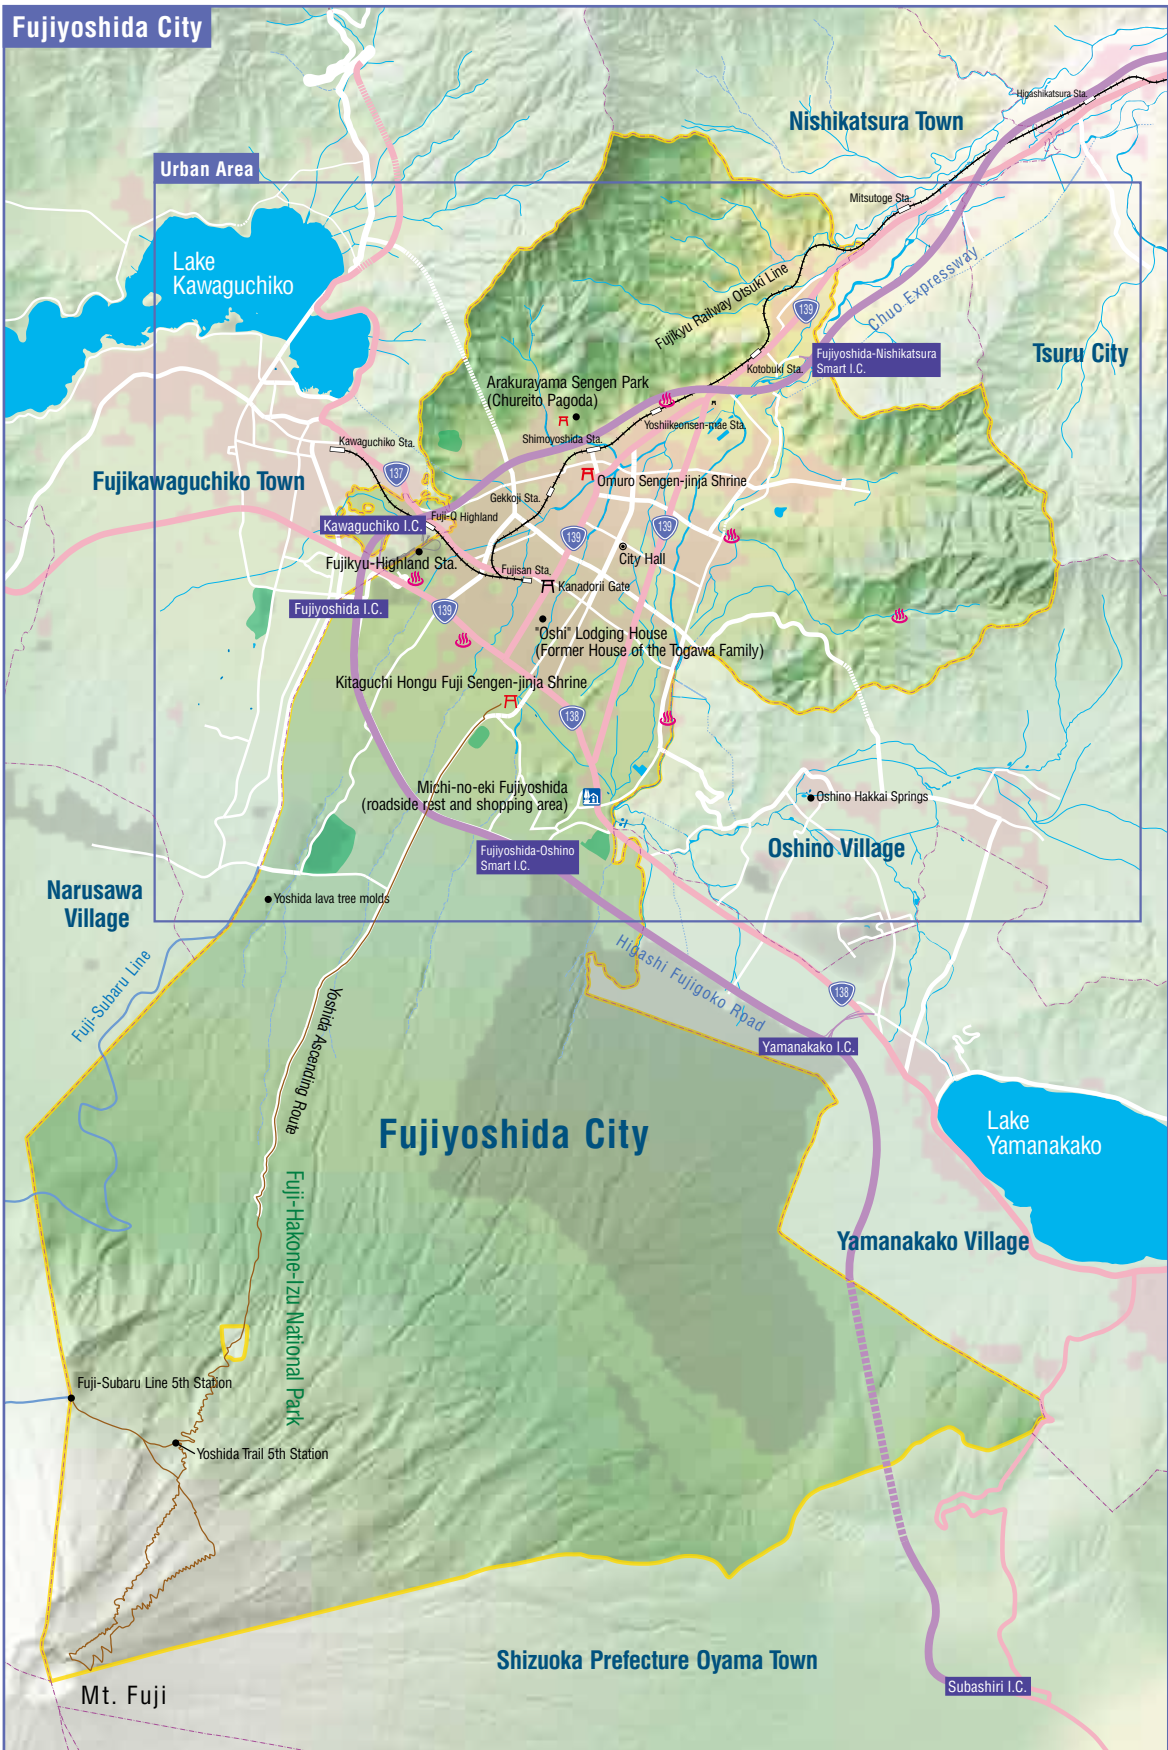 Fujiyoshida City
Higashikatsura Sta.
Nishikatsura Town
Urban Area
Mitsutoge Sta.
Lake
Kawaguchiko
Fujikyu Railway Otsuki Line
Chuo Expressway
139
Fujiyoshida-Nishikatsura
Smart I.C.
Tsuru City
Kotobuki Sta.
Arakurayama Sengen Park
(Chureito Pagoda)
Yoshiikeonsen-mae Sta.
Shimoyoshida Sta.
Kawaguchiko Sta.
137
Fujikawaguchiko Town
Omuro Sengen-jinja Shrine
Gekkoji Sta.
Fuji-Q Highland
Kawaguchiko I.C.
139
139
Fujikyu-Highland Sta.
City Hall
Fujisan Sta.
Kanadorii Gate
Fujiyoshida I.C.
139
"Oshi" Lodging House
(Former House of the Togawa Family)
Kitaguchi Hongu Fuji Sengen-jinja Shrine
138
Michi-no-eki Fujiyoshida
(roadside rest and shopping area)
Oshino Hakkai Springs
Fujiyoshida-Oshino
Smart I.C.
Oshino Village
Narusawa
Village
Yoshida lava tree molds
Fuji-Subaru Line
Higashi Fujigoko Road
138
Yoshida Ascending Route
Yamanakako I.C.
Fujiyoshida City
Lake
Yamanakako
Fuji-Hakone-Izu National Park
Yamanakako Village
Fuji-Subaru Line 5th Station
Yoshida Trail 5th Station
Shizuoka Prefecture Oyama Town
Subashiri I.C.
Mt. Fuji